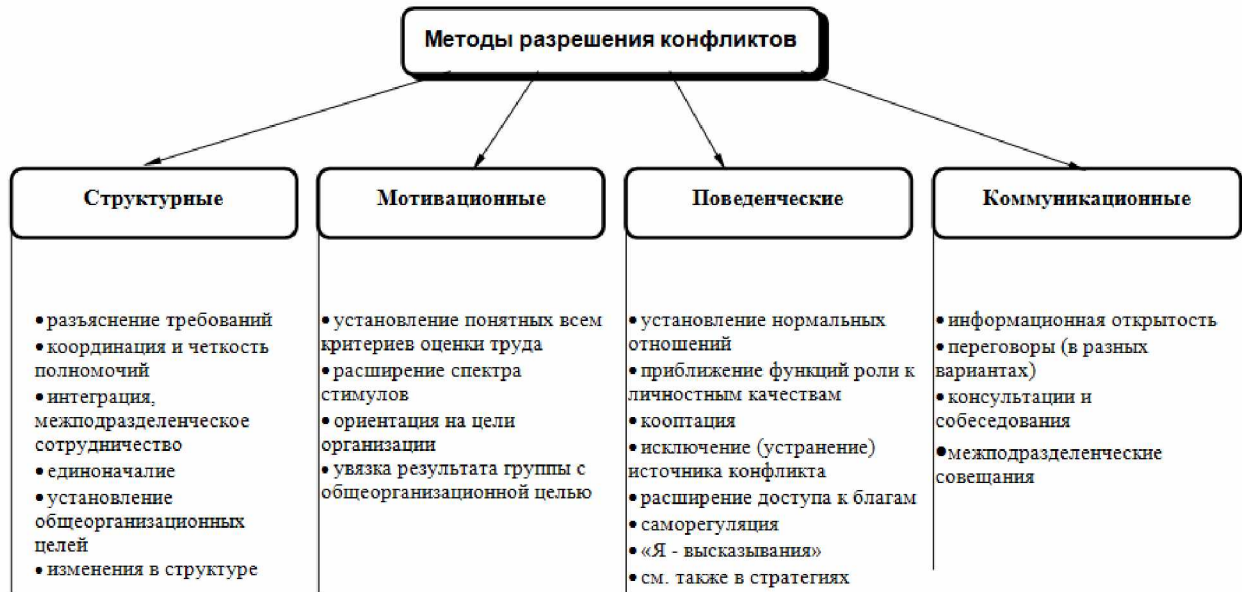 Методы разрешения конфликтов
Структурные
• разъяснение требований
• координация и четкость
полномочий
• интеграция,
межподразделенческое
сотрудничество
• единоначалие
• установление
общеорганизационных
целей
• изменения в структуре
Мотивационные
• установление понятных всем
критериев оценки труда
• расширение спектра
стимулов
• ориентация на цели
организации
• увязка результата группы с
общеорганизационной целью
Поведенческие
• установление нормальных
отношений
• приближение функций роли к
личностным качествам
• кооптация
• исключение (устранение)
источника конфликта
• расширение доступа к благам
• саморегуляция
• «Я - высказывания»
• см. также в стратегиях
Коммуникационные
• информационная открытость
• переговоры (в разных
вариантах)
• консультации и
собеседования
• межподразделенческие
совещания